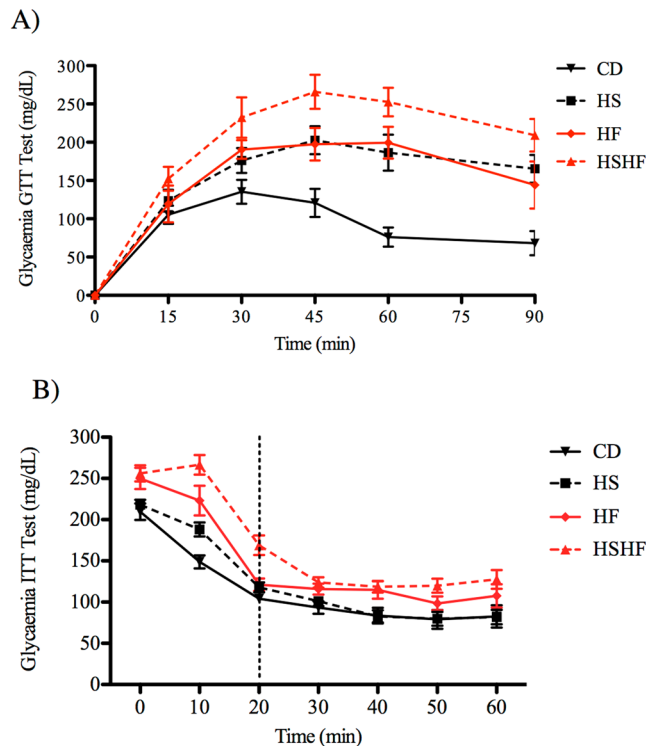 A)
Glycaemia GTT Test (mg/dL)
300
250
200
150
100
50
0
0 15 30 45 60 75 90
Time (min)
CD
HS
HF
HSHF
B)
Glycaemia ITT Test (mg/dL)
300
250
200
150
100
50
0
0 10 20 30 40 50 60
Time (min)
CD
HS
HF
HSHF